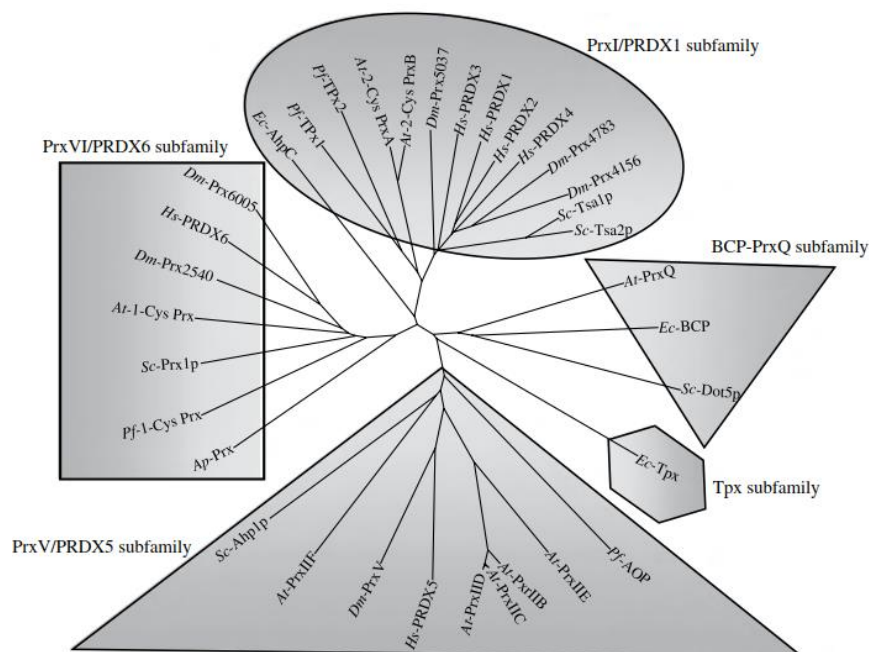 PrxI/PRDX1 subfamily
Ec-AhpC
Pf-TPx1
Pf-TPx2
At-2-Cys PrxA
At-2-Cys PrxB
Dm-Prx5037
Hs-PRDX3
Hs-PRDX1
Hs-PRDX2
Hs-PRDX4
Dm-Prx4783
Dm-Prx4156
Sc-Tsa1p
Sc-Tsa2p
PrxVI/PRDX6 subfamily
Dm-Prx6005
Hs-PRDX6
Dm-Prx2540
At-1-Cys Prx
Sc-Prx1p
Pf-1-Cys Prx
Ap-Prx
BCP-PrxQ subfamily
At-PrxQ
Ec-BCP
Sc-Dot5p
Ec-Tpx
Tpx subfamily
PrxV/PRDX5 subfamily
Sc-Ahp1p
At-PrxIIF
Dm-PrxV
Hs-PRDX5
At-PrxIID
At-PrxIIC
At-PxrIIB
At-PrxIIE
Pf-AOP